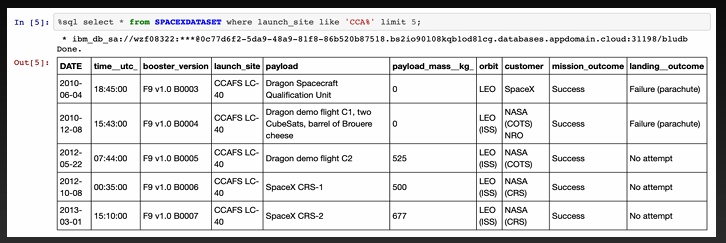 In [5]: %sql select * from SPACEXDATASET where launch_site like 'CCA%' limit 5;
* ibm_db_sa://wzf08322:***@0c77d6f2-5da9-48a9-81f8-86b520b87518.bs2io90l08kqb1od8lcg.databases.appdomain.cloud:31198/bludb
Done.
Out[5]:
DATE time__utc_ booster_version launch_site payload payload_mass__kg_ orbit customer mission_outcome landing__outcome
2010-06-04 18:45:00 F9 v1.0 B0003 CCAFS LC-40 Dragon Spacecraft Qualification Unit 0 LEO SpaceX Success Failure (parachute)
2010-12-08 15:43:00 F9 v1.0 B0004 CCAFS LC-40 Dragon demo flight C1, two CubeSats, barrel of Brouere cheese 0 LEO (ISS) NASA (COTS) NRO Success Failure (parachute)
2012-05-22 07:44:00 F9 v1.0 B0005 CCAFS LC-40 Dragon demo flight C2 525 LEO (ISS) NASA (COTS) Success No attempt
2012-10-08 00:35:00 F9 v1.0 B0006 CCAFS LC-40 SpaceX CRS-1 500 LEO (ISS) NASA (CRS) Success No attempt
2013-03-01 15:10:00 F9 v1.0 B0007 CCAFS LC-40 SpaceX CRS-2 677 LEO (ISS) NASA (CRS) Success No attempt